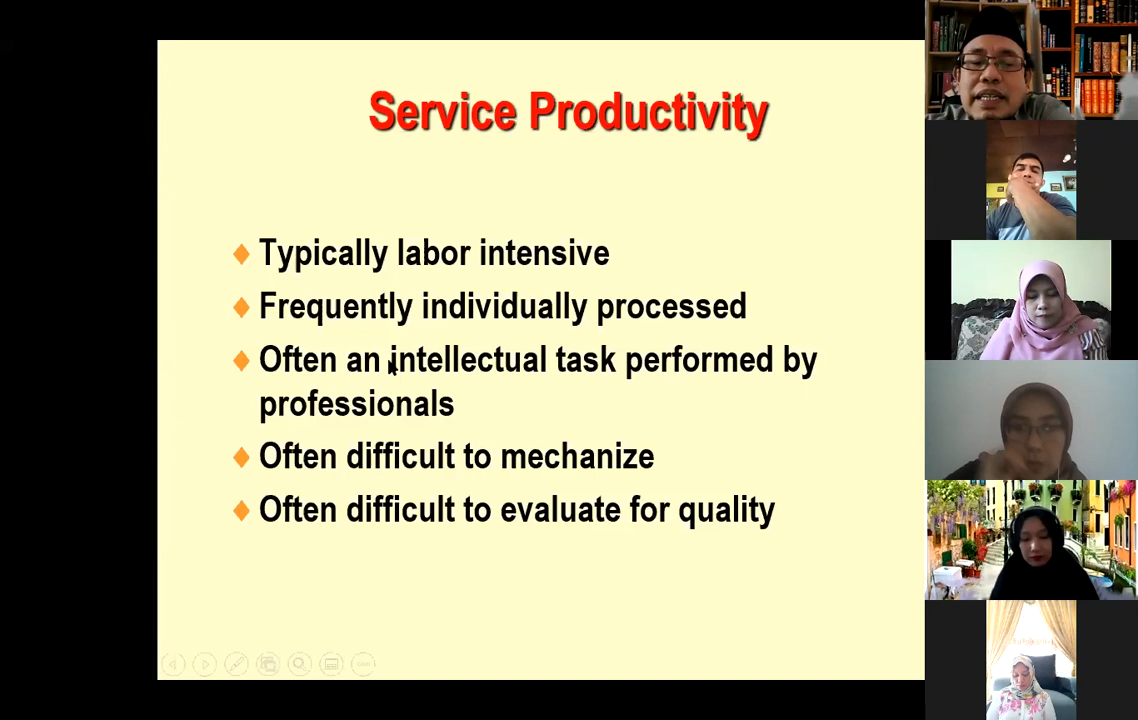 Service Productivity
Typically labor intensive
Frequently individually processed
Often an intellectual task performed by
professionals
Often difficult to mechanize
Often difficult to evaluate for quality